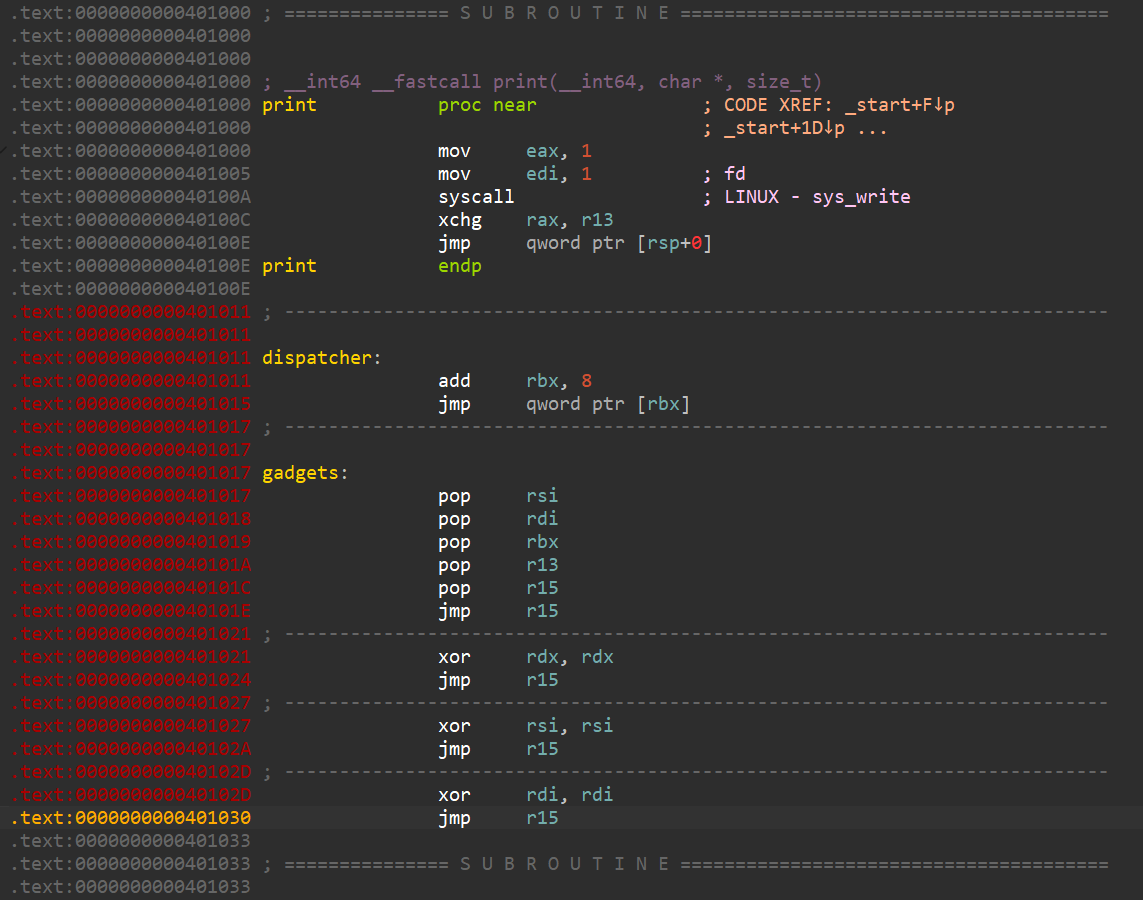 .text:0000000000401000 ; =============== S U B R O U T I N E =======================================
.text:0000000000401000
.text:0000000000401000
.text:0000000000401000 ; __int64 __fastcall print(__int64, char *, size_t)
.text:0000000000401000 print           proc near               ; CODE XREF: _start+F↓p
.text:0000000000401000                                         ; _start+1D↓p ...
.text:0000000000401000                 mov     eax, 1
.text:0000000000401005                 mov     edi, 1          ; fd
.text:000000000040100A                 syscall                 ; LINUX - sys_write
.text:000000000040100C                 xchg    rax, r13
.text:000000000040100E                 jmp     qword ptr [rsp+0]
.text:000000000040100E print           endp
.text:000000000040100E
.text:0000000000401011 ; ---------------------------------------------------------------------------
.text:0000000000401011
.text:0000000000401011 dispatcher:
.text:0000000000401011                 add     rbx, 8
.text:0000000000401015                 jmp     qword ptr [rbx]
.text:0000000000401017 ; ---------------------------------------------------------------------------
.text:0000000000401017
.text:0000000000401017 gadgets:
.text:0000000000401017                 pop     rsi
.text:0000000000401018                 pop     rdi
.text:0000000000401019                 pop     rbx
.text:000000000040101A                 pop     r13
.text:000000000040101C                 pop     r15
.text:000000000040101E                 jmp     r15
.text:0000000000401021 ; ---------------------------------------------------------------------------
.text:0000000000401021                 xor     rdx, rdx
.text:0000000000401024                 jmp     r15
.text:0000000000401027 ; ---------------------------------------------------------------------------
.text:0000000000401027                 xor     rsi, rsi
.text:000000000040102A                 jmp     r15
.text:000000000040102D ; ---------------------------------------------------------------------------
.text:000000000040102D                 xor     rdi, rdi
.text:0000000000401030                 jmp     r15
.text:0000000000401033
.text:0000000000401033 ; =============== S U B R O U T I N E =======================================
.text:0000000000401033